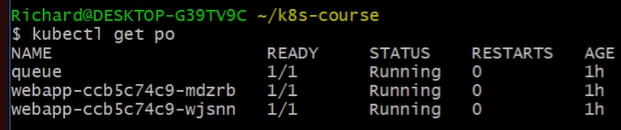 Richard@DESKTOP-G39TV9C ~/k8s-course
$ kubectl get po
NAME READY STATUS RESTARTS AGE
queue 1/1 Running 0 1h
webapp-ccb5c74c9-mdzrb 1/1 Running 0 1h
webapp-ccb5c74c9-wjsnn 1/1 Running 0 1h